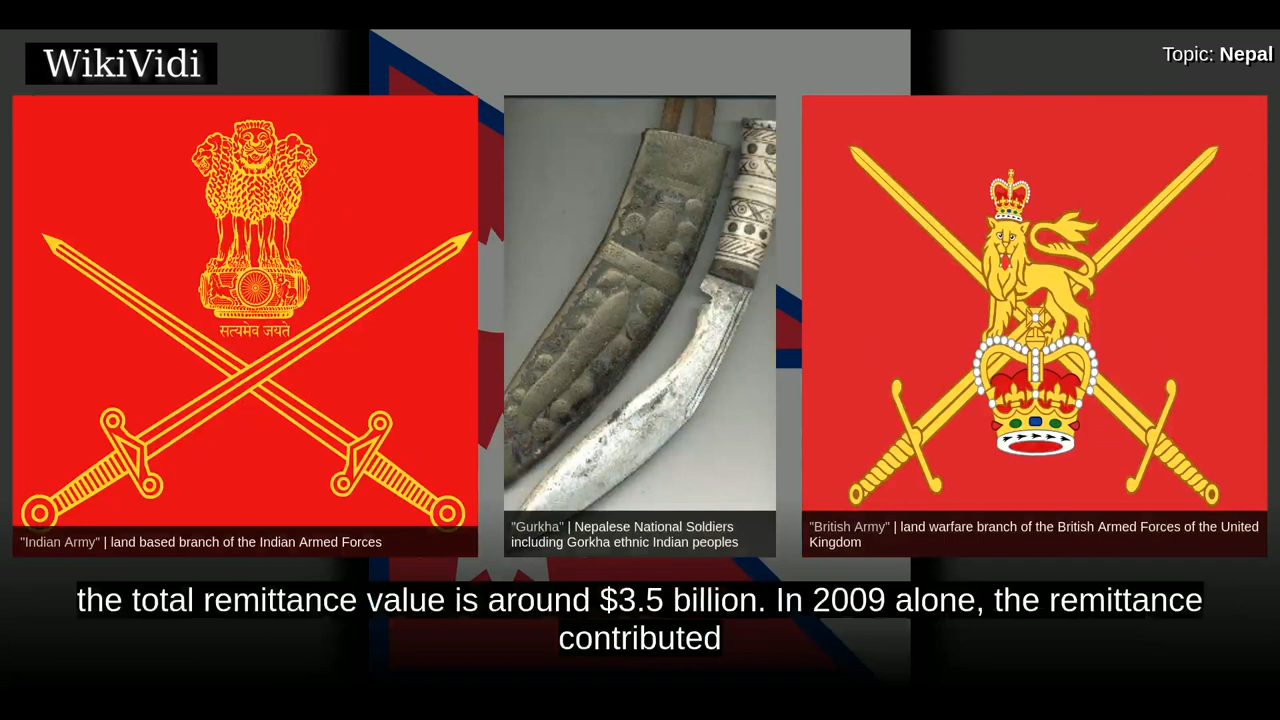 WikiVidi
Topic: Nepal
सत्यमेव जयते
"Indian Army" | land based branch of the Indian Armed Forces
"Gurkha" | Nepalese National Soldiers
including Gorkha ethnic Indian peoples
"British Army" | land warfare branch of the British Armed Forces of the United
Kingdom
the total remittance value is around $3.5 billion. In 2009 alone, the remittance
contributed